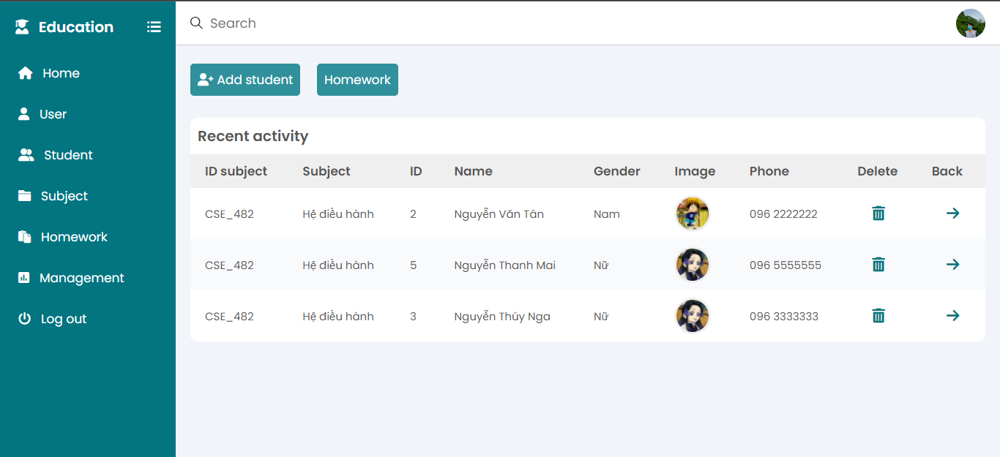 Education
Search
Home
User
Student
Subject
Homework
Management
Log out
Add student
Homework
Recent activity
ID subject Subject ID Name Gender Image Phone Delete Back
CSE_482 Hệ điều hành 2 Nguyễn Văn Tân Nam 096 2222222
CSE_482 Hệ điều hành 5 Nguyễn Thanh Mai Nữ 096 5555555
CSE_482 Hệ điều hành 3 Nguyễn Thúy Nga Nữ 096 3333333